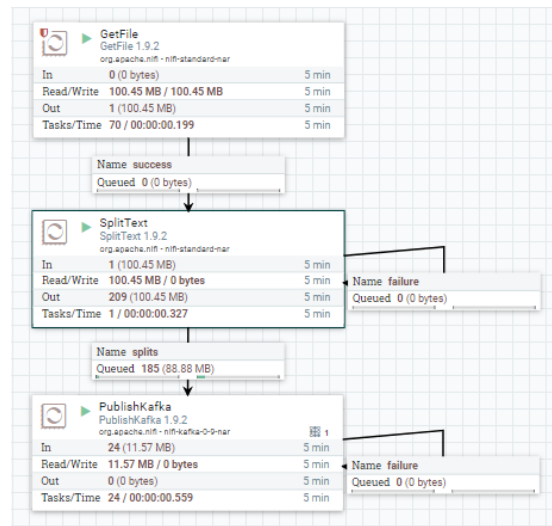 GetFile
GetFile 1.9.2
org.apache.nifi - nifi-standard-nar
In 0 (0 bytes) 5 min
Read/Write 100.45 MB / 100.45 MB 5 min
Out 1 (100.45 MB) 5 min
Tasks/Time 70 / 00:00:00.199 5 min
Name success
Queued 0 (0 bytes)
SplitText
SplitText 1.9.2
org.apache.nifi - nifi-standard-nar
In 1 (100.45 MB) 5 min
Read/Write 100.45 MB / 0 bytes 5 min
Out 209 (100.45 MB) 5 min
Tasks/Time 1 / 00:00:00.327 5 min
Name failure
Queued 0 (0 bytes)
Name splits
Queued 185 (88.88 MB)
PublishKafka
PublishKafka 1.9.2
org.apache.nifi - nifi-kafka-0-9-nar 1
In 24 (11.57 MB) 5 min
Read/Write 11.57 MB / 0 bytes 5 min
Out 0 (0 bytes) 5 min
Tasks/Time 24 / 00:00:00.559 5 min
Name failure
Queued 0 (0 bytes)